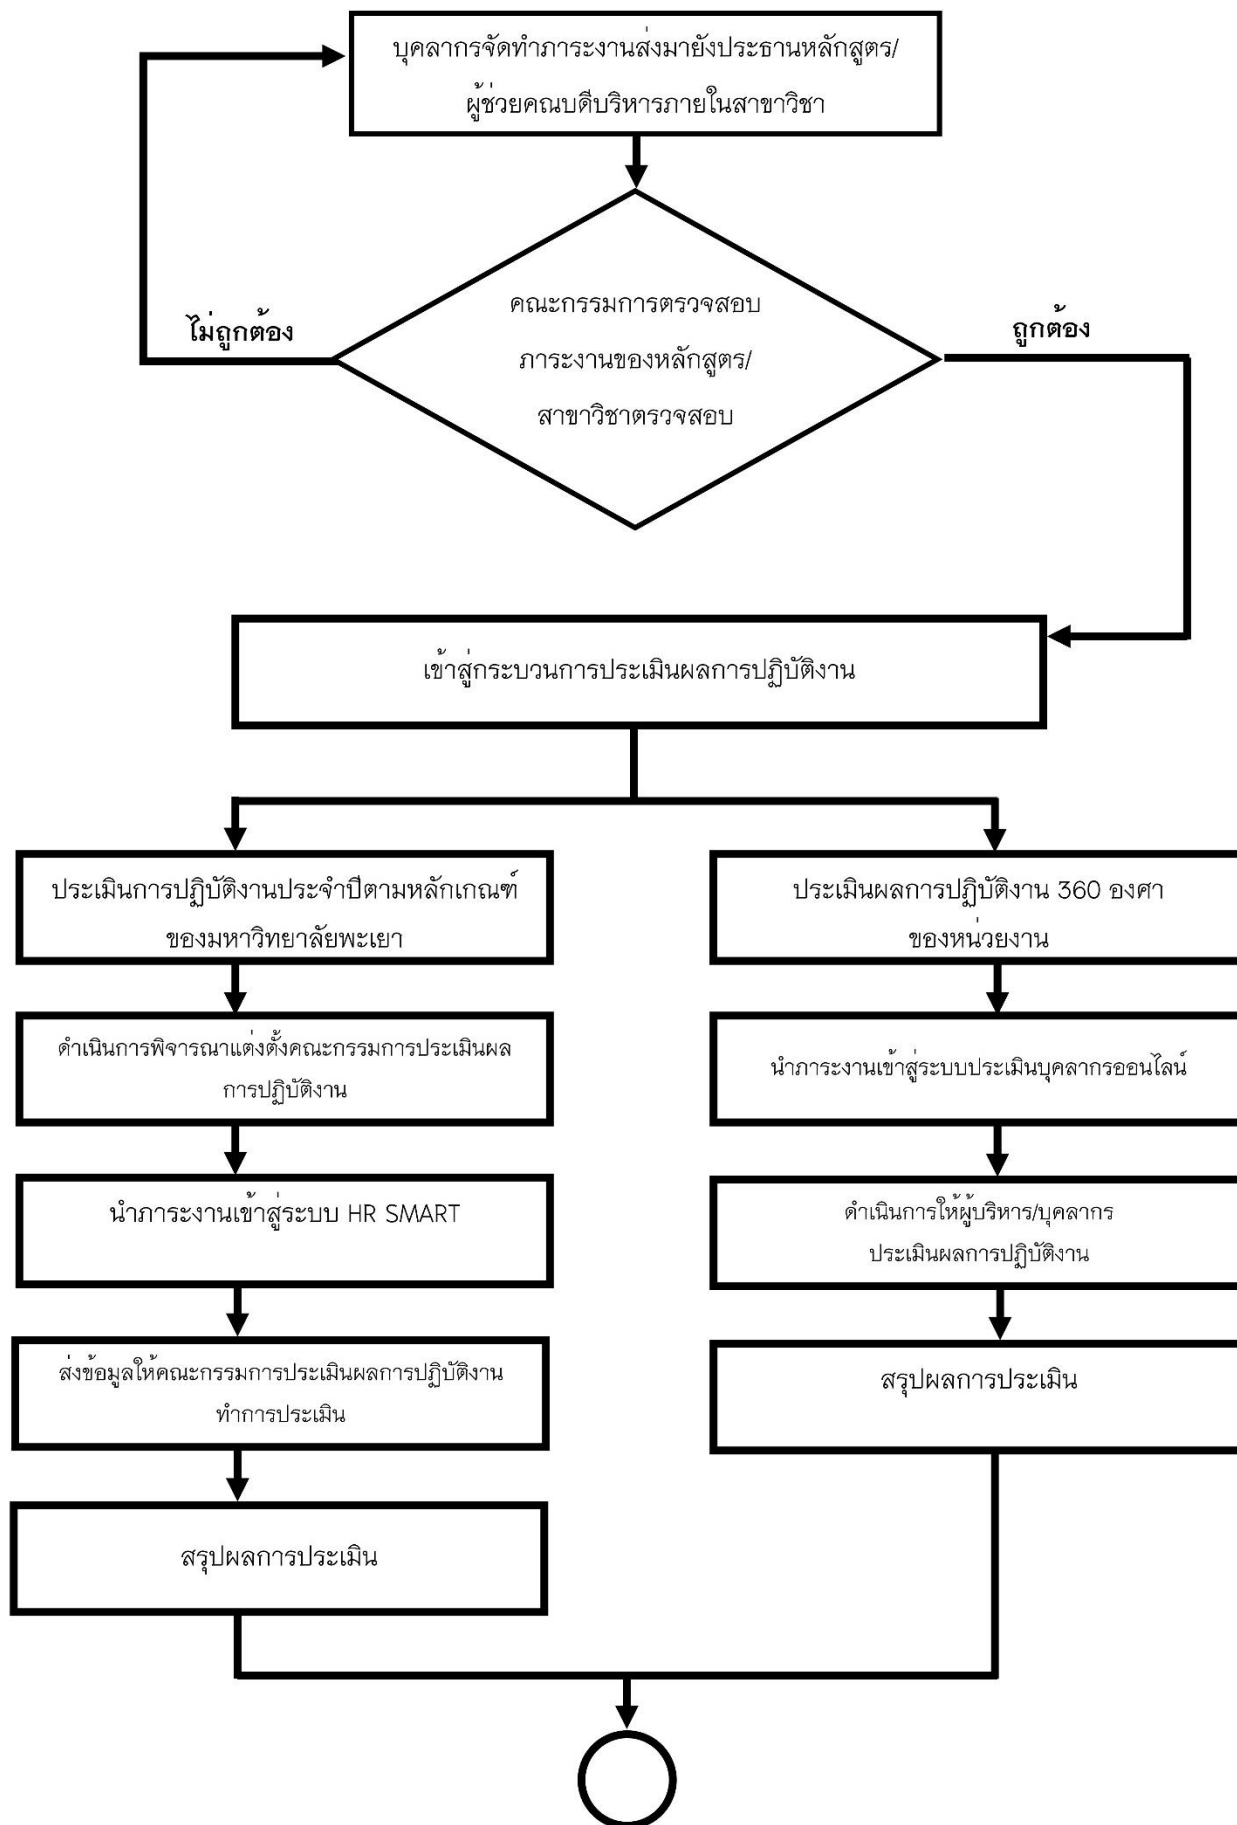 บุคลากรจัดทำภาระงานส่งมายังประธานหลักสูตร/
ผู้ช่วยคณบดีบริหารภายในสาขาวิชา
คณะกรรมการตรวจสอบ
ภาระงานของหลักสูตร/
สาขาวิชาตรวจสอบ
ไม่ถูกต้อง
ถูกต้อง
เข้าสู่กระบวนการประเมินผลการปฏิบัติงาน
ประเมินการปฏิบัติงานประจำปีตามหลักเกณฑ์
ของมหาวิทยาลัยพะเยา
ดำเนินการพิจารณาแต่งตั้งคณะกรรมการประเมินผล
การปฏิบัติงาน
นำภาระงานเข้าสู่ระบบ HR SMART
ส่งข้อมูลให้คณะกรรมการประเมินผลการปฏิบัติงาน
ทำการประเมิน
สรุปผลการประเมิน
ประเมินผลการปฏิบัติงาน 360 องศา
ของหน่วยงาน
นำภาระงานเข้าสู่ระบบประเมินบุคลากรออนไลน์
ดำเนินการให้ผู้บริหาร/บุคลากร
ประเมินผลการปฏิบัติงาน
สรุปผลการประเมิน